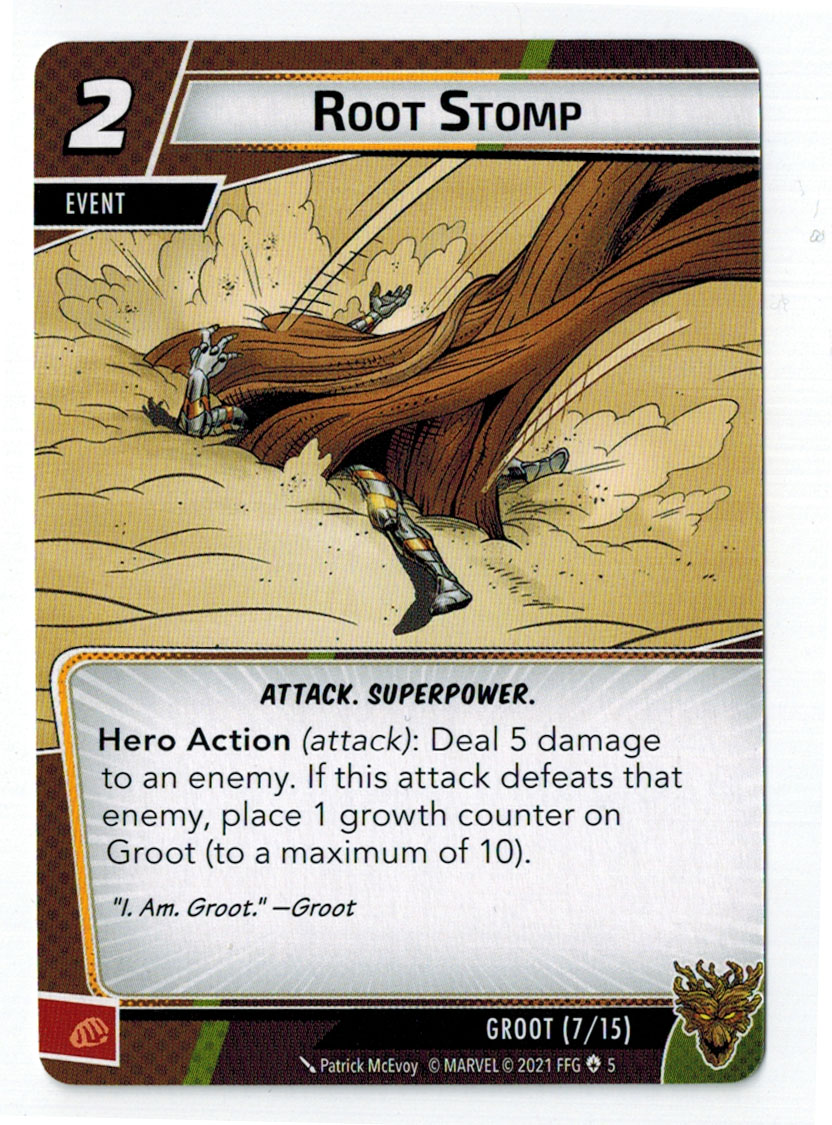 2
ROOT STOMP
EVENT
ATTACK. SUPERPOWER.
Hero Action (attack): Deal 5 damage
to an enemy. If this attack defeats that
enemy, place 1 growth counter on
Groot (to a maximum of 10).
"I. Am. Groot." —Groot
GROOT (7/15)
Patrick McEvoy © MARVEL © 2021 FFG 5